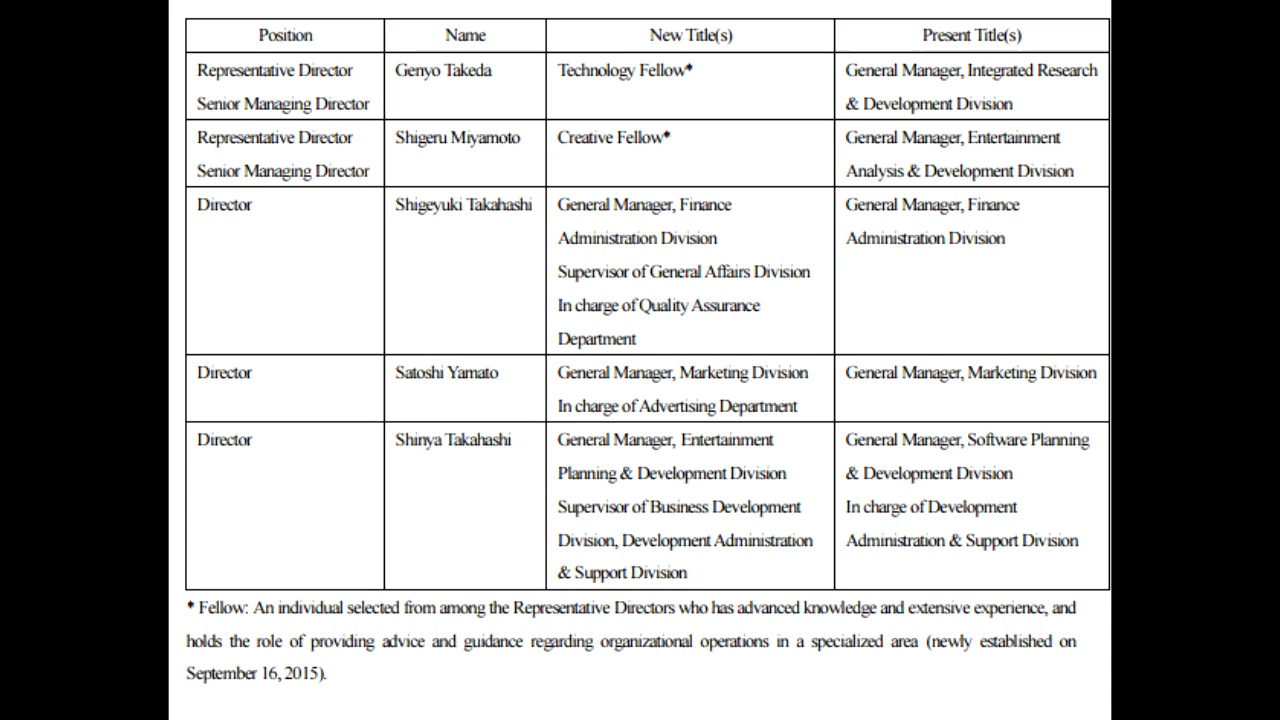 Position Name New Title(s) Present Title(s)
Representative Director Genyo Takeda Technology Fellow* General Manager, Integrated Research
Senior Managing Director & Development Division
Representative Director Shigeru Miyamoto Creative Fellow* General Manager, Entertainment
Senior Managing Director Analysis & Development Division
Director Shigeyuki Takahashi General Manager, Finance General Manager, Finance
Administration Division Administration Division
Supervisor of General Affairs Division
In charge of Quality Assurance
Department
Director Satoshi Yamato General Manager, Marketing Division General Manager, Marketing Division
In charge of Advertising Department
Director Shinya Takahashi General Manager, Entertainment General Manager, Software Planning
Planning & Development Division & Development Division
Supervisor of Business Development In charge of Development
Division, Development Administration Administration & Support Division
& Support Division
* Fellow: An individual selected from among the Representative Directors who has advanced knowledge and extensive experience, and
holds the role of providing advice and guidance regarding organizational operations in a specialized area (newly established on
September 16, 2015).